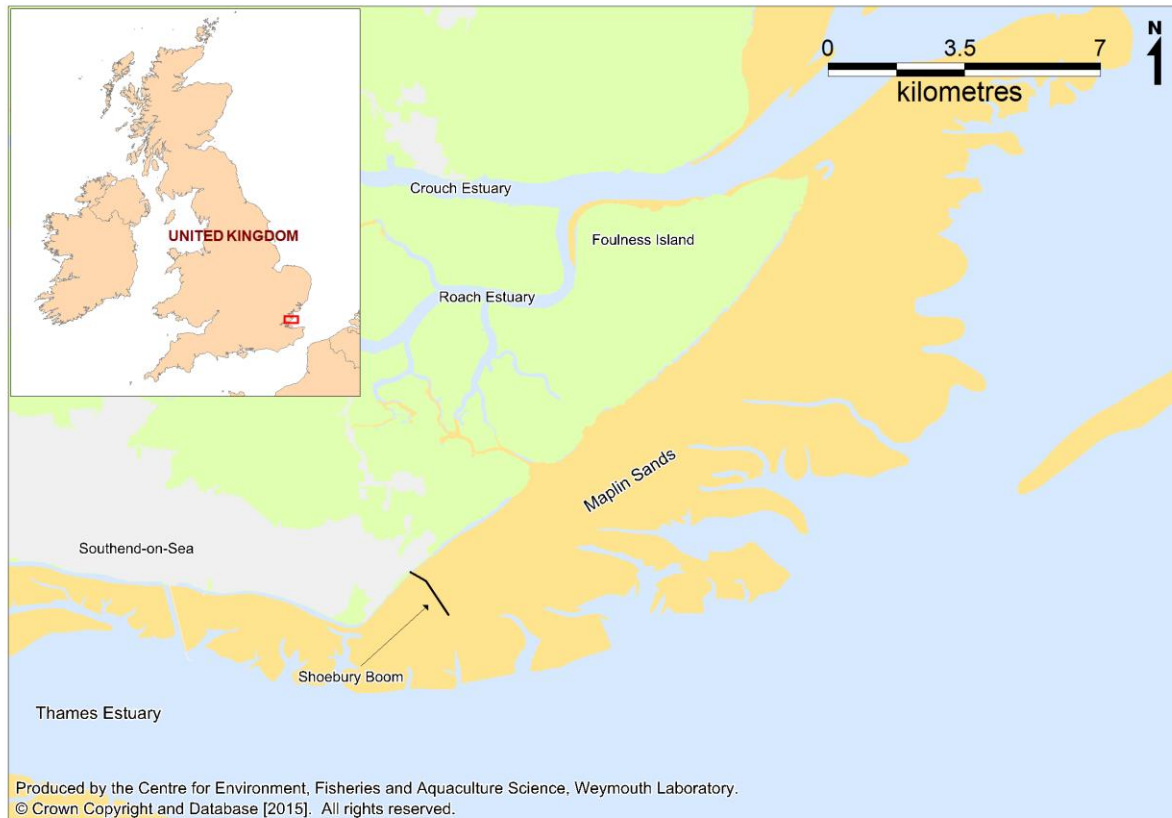 UNITED KINGDOM
0 3.5 7
kilometres
N
Crouch Estuary
Foulness Island
Roach Estuary
Maplin Sands
Southend-on-Sea
Shoebury Boom
Thames Estuary
Produced by the Centre for Environment, Fisheries and Aquaculture Science, Weymouth Laboratory.
© Crown Copyright and Database [2015]. All rights reserved.